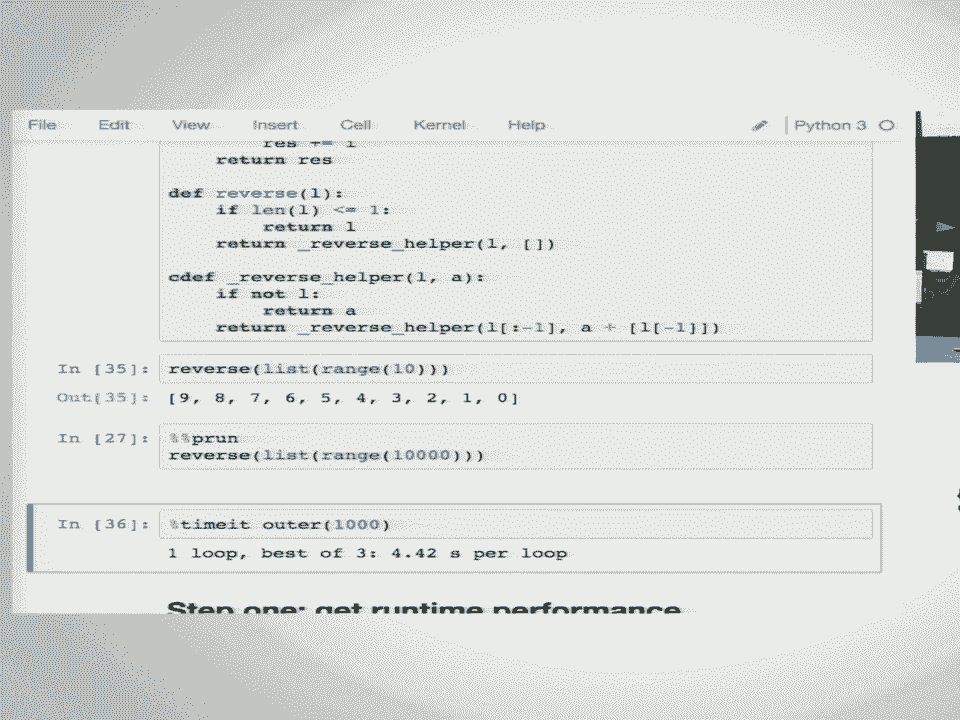 File Edit View Insert Cell Kernel Help Python 3
res += 1
return res
def reverse(l):
if len(l) <= 1:
return l
return _reverse_helper(l, [])
cdef _reverse_helper(l, a):
if not l:
return a
return _reverse_helper(l[:-1], a + [l[-1]])
In [35]: reverse(list(range(10)))
Out[35]: [9, 8, 7, 6, 5, 4, 3, 2, 1, 0]
In [27]: %%prun
reverse(list(range(10000)))
In [36]: %timeit outer(1000)
1 loop, best of 3: 4.42 s per loop
Step one: get runtime performance